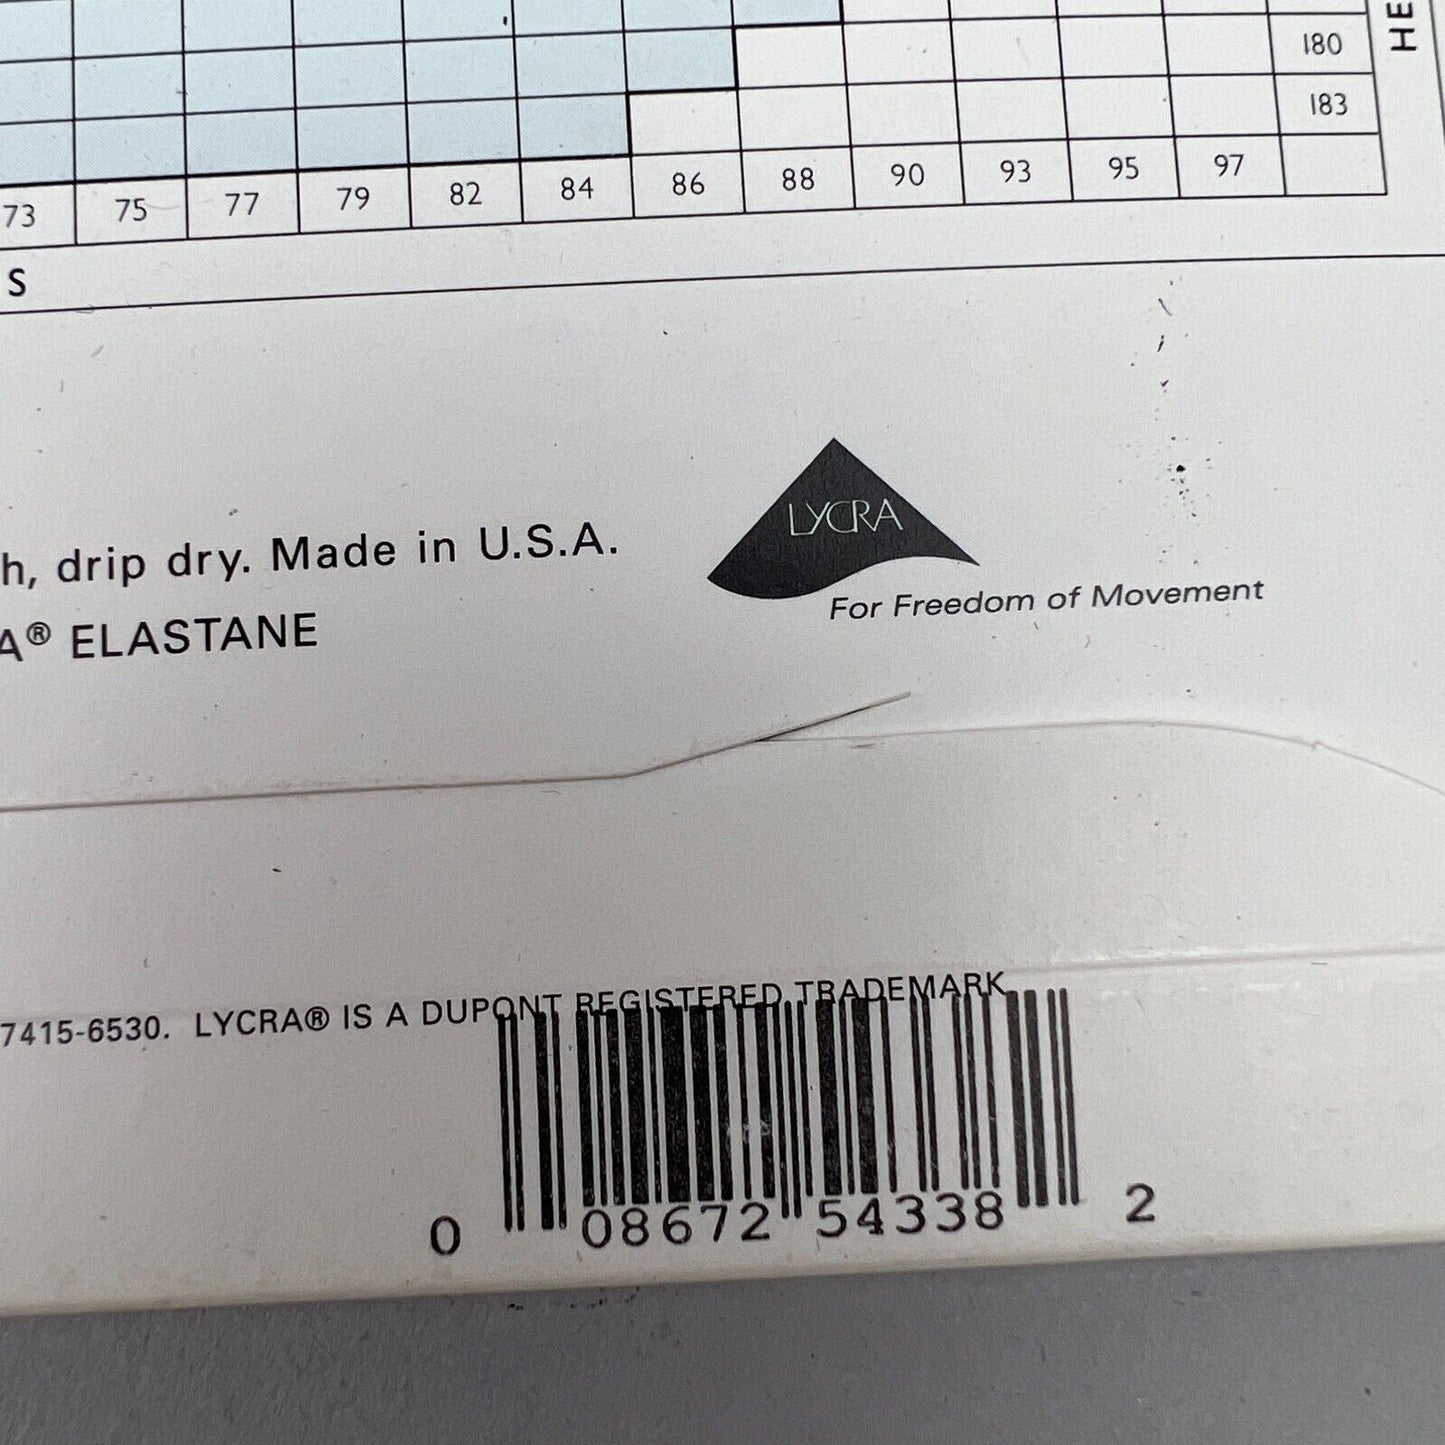 HE
180
183
73 75 77 79 82 84 86 88 90 93 95 97
S
LYCRA
For Freedom of Movement
h, drip dry. Made in U.S.A.
A® ELASTANE
7415-6530. LYCRA® IS A DUPONT REGISTERED TRADEMARK
0 08672 54338 2